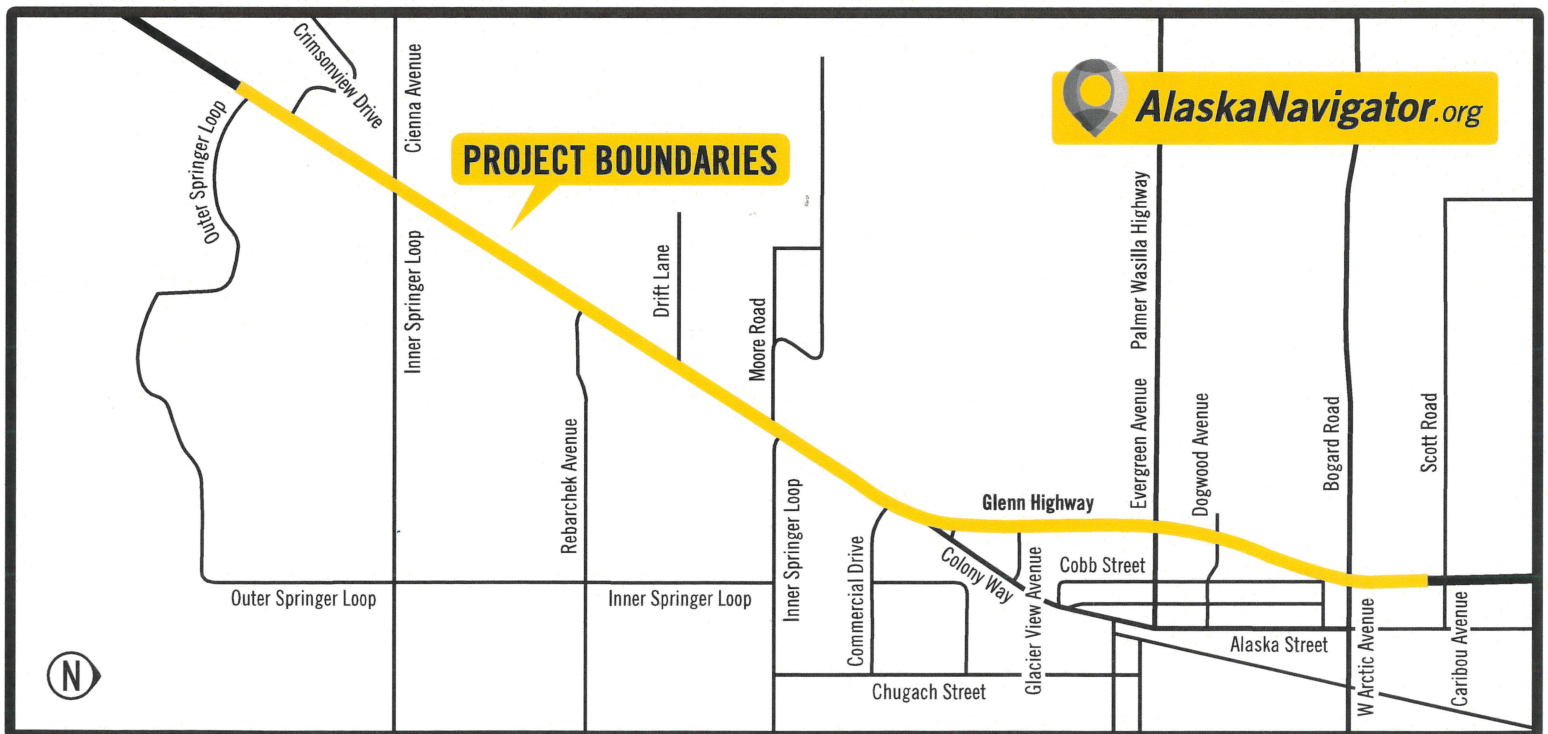 Crimsonview Drive
Cienna Avenue
Outer Springer Loop
PROJECT BOUNDARIES
AlaskaNavigator.org
Inner Springer Loop
Drift Lane
Moore Road
Palmer Wasilla Highway
Rebarchek Avenue
Evergreen Avenue
Dogwood Avenue
Bogard Road
Scott Road
Glenn Highway
Inner Springer Loop
Commercial Drive
Colony Way
Glacier View Avenue
Cobb Street
Outer Springer Loop
Inner Springer Loop
Alaska Street
W Arctic Avenue
Caribou Avenue
Chugach Street
N